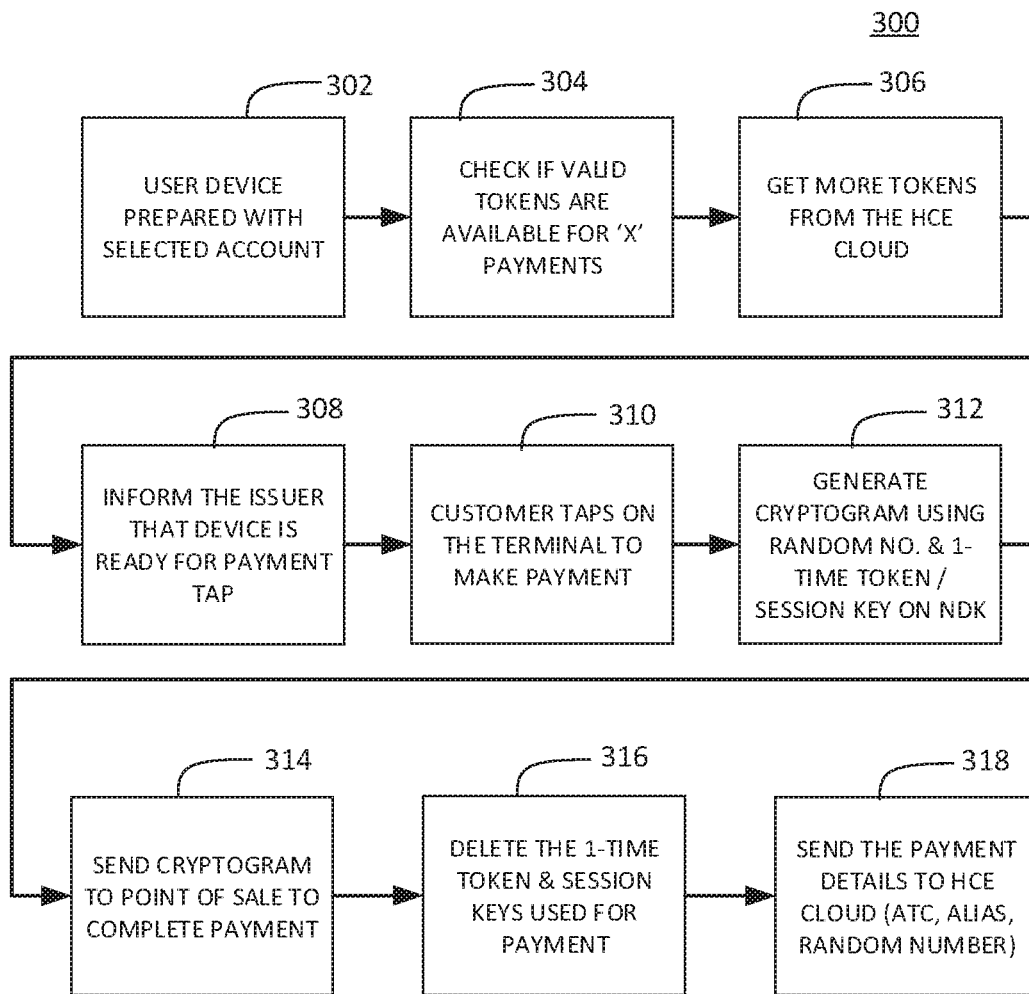 300
302
304
306
USER DEVICE
PREPARED WITH
SELECTED ACCOUNT
CHECK IF VALID
TOKENS ARE
AVAILABLE FOR ‘X’
PAYMENTS
GET MORE TOKENS
FROM THE HCE
CLOUD
308
310
312
INFORM THE ISSUER
THAT DEVICE IS
READY FOR PAYMENT
TAP
CUSTOMER TAPS ON
THE TERMINAL TO
MAKE PAYMENT
GENERATE
CRYPTOGRAM USING
RANDOM NO. & 1-
TIME TOKEN /
SESSION KEY ON NDK
314
316
318
SEND CRYPTOGRAM
TO POINT OF SALE TO
COMPLETE PAYMENT
DELETE THE 1-TIME
TOKEN & SESSION
KEYS USED FOR
PAYMENT
SEND THE PAYMENT
DETAILS TO HCE
CLOUD (ATC, ALIAS,
RANDOM NUMBER)